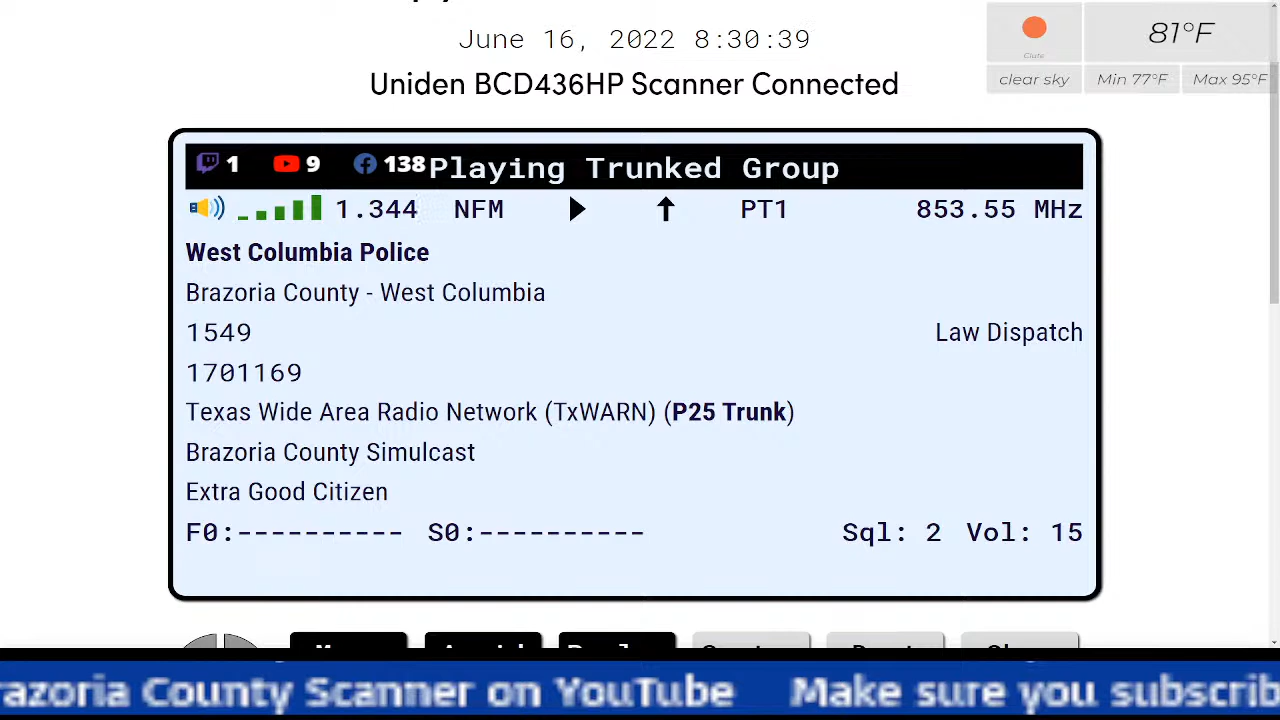 June 16, 2022 8:30:39
Uniden BCD436HP Scanner Connected
Clute
81°F
clear sky
Min 77°F
Max 95°F
1 9 138 Playing Trunked Group
1.344 NFM PT1 853.55 MHz
West Columbia Police
Brazoria County - West Columbia
1549 Law Dispatch
1701169
Texas Wide Area Radio Network (TxWARN) (P25 Trunk)
Brazoria County Simulcast
Extra Good Citizen
F0:---------- S0:---------- Sql: 2 Vol: 15
razoria County Scanner on YouTube Make sure you subscrib